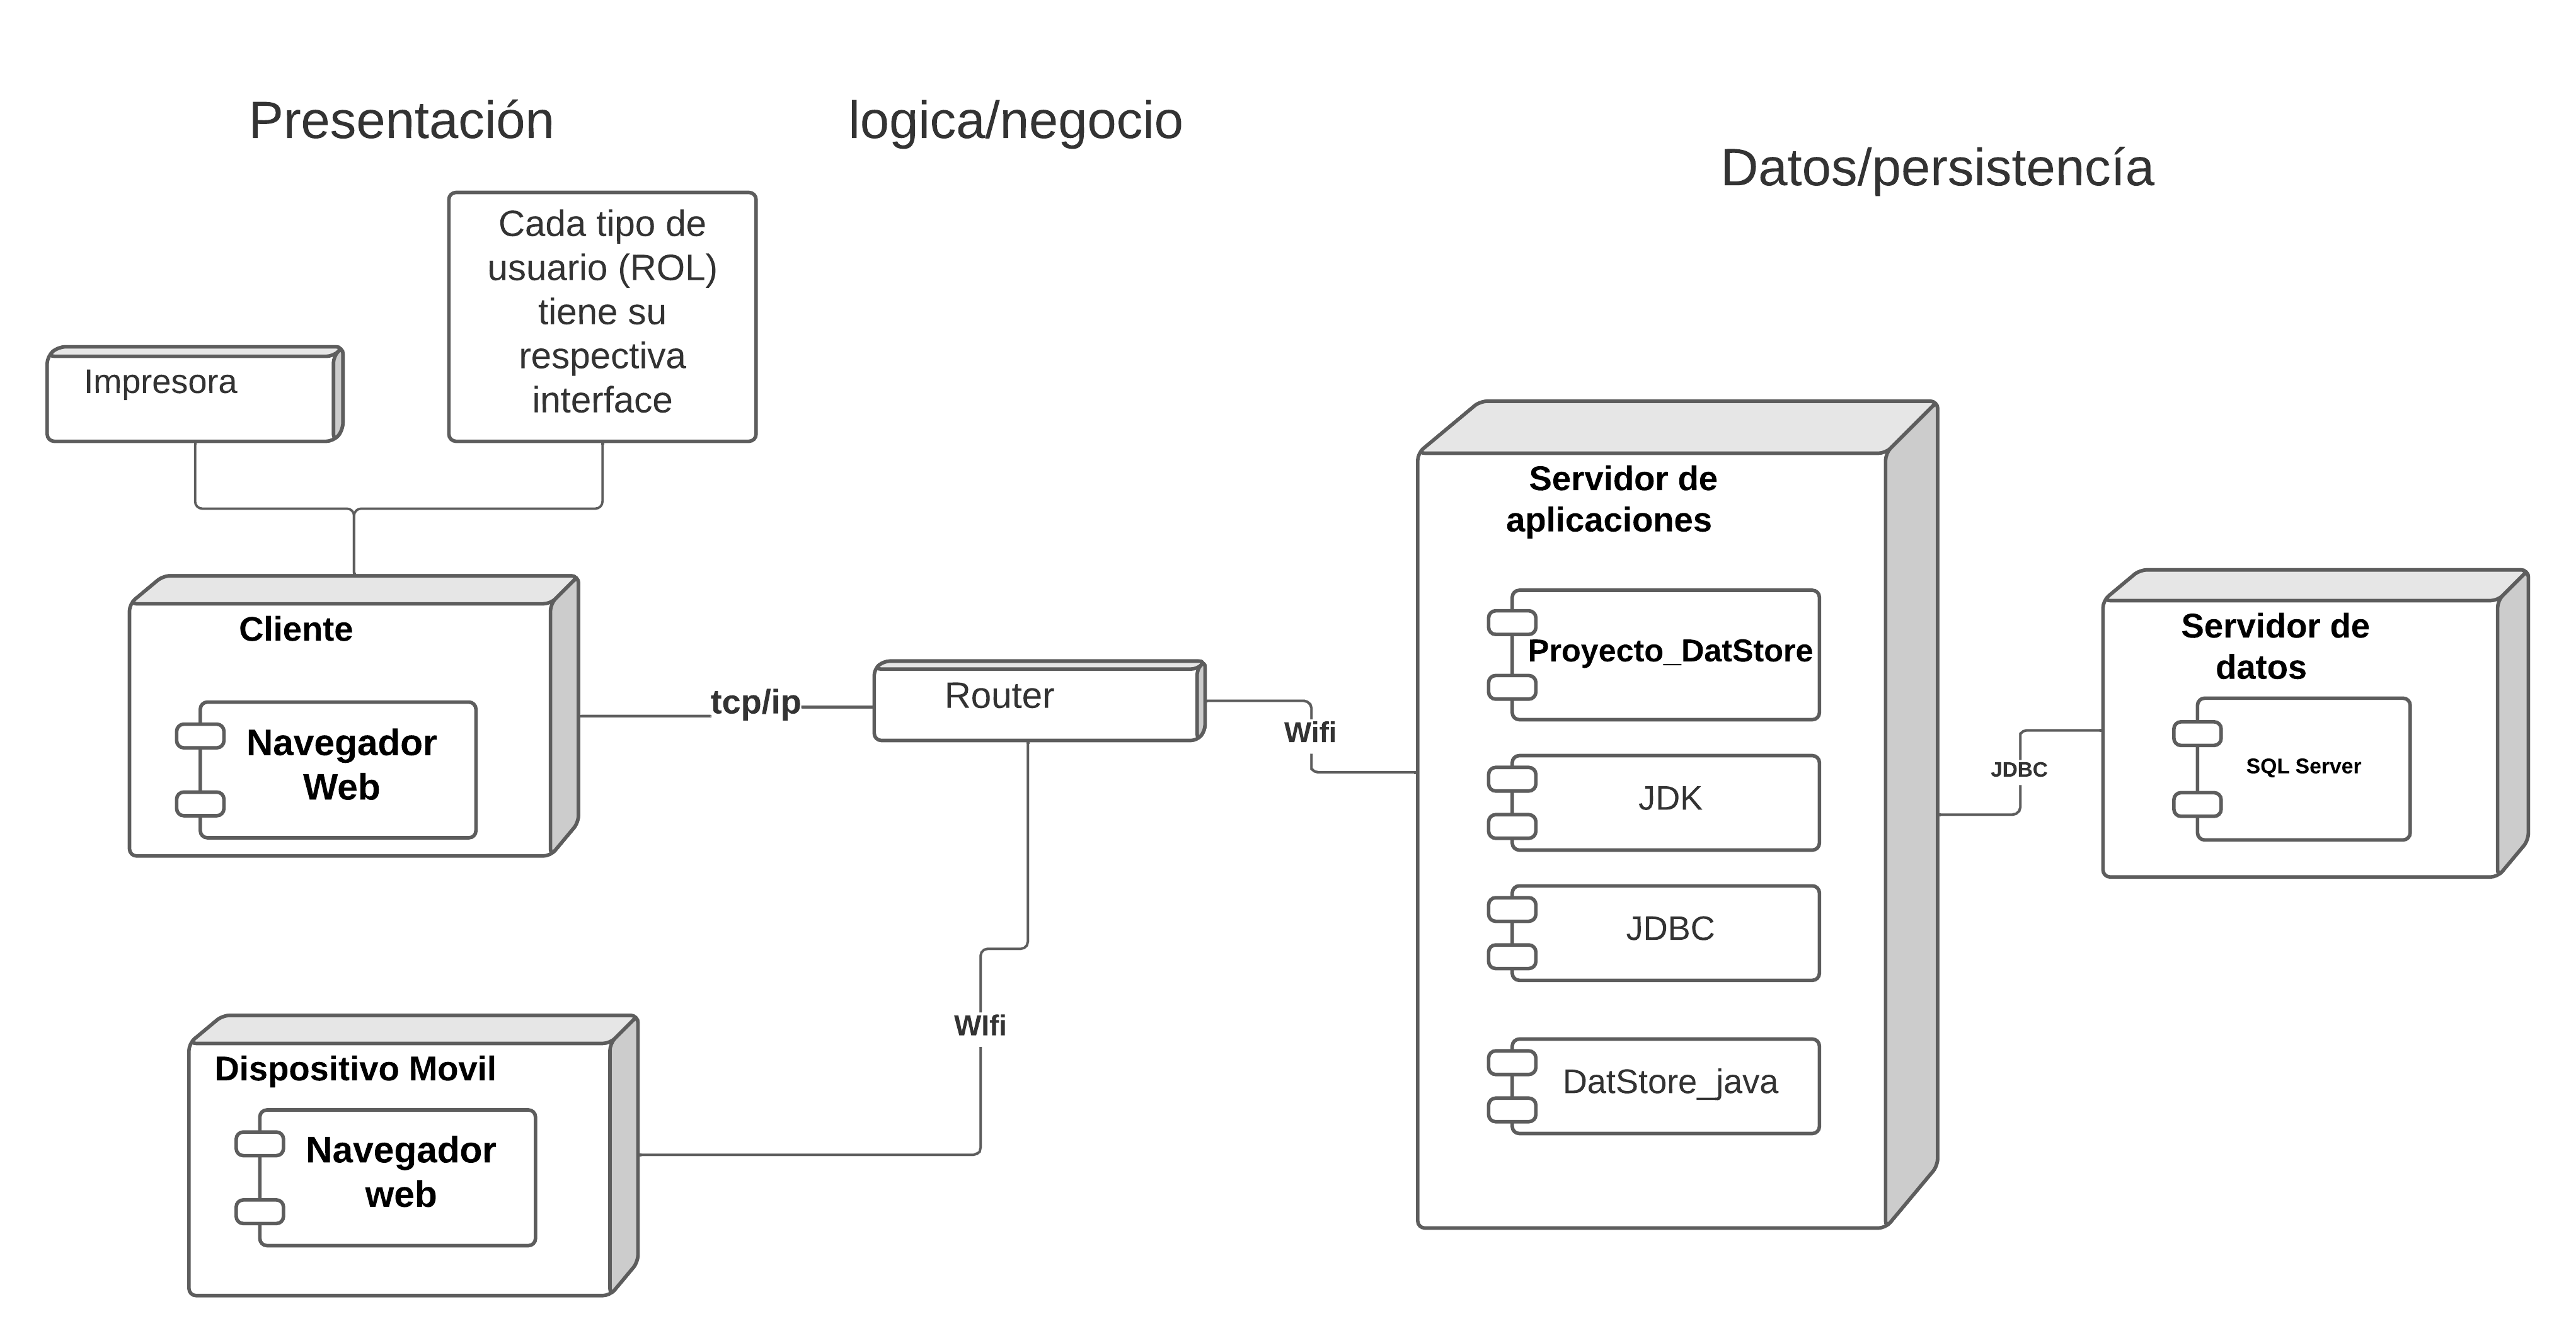 Presentación
logica/negocio
Datos/persistencía
Cada tipo de
usuario (ROL)
tiene su
respectiva
interface
Impresora
Cliente
Navegador
Web
tcp/ip
Router
Wifi
Servidor de
aplicaciones
Proyecto_DatStore
JDK
JDBC
DatStore_java
JDBC
Servidor de
datos
SQL Server
WIfi
Dispositivo Movil
Navegador
web